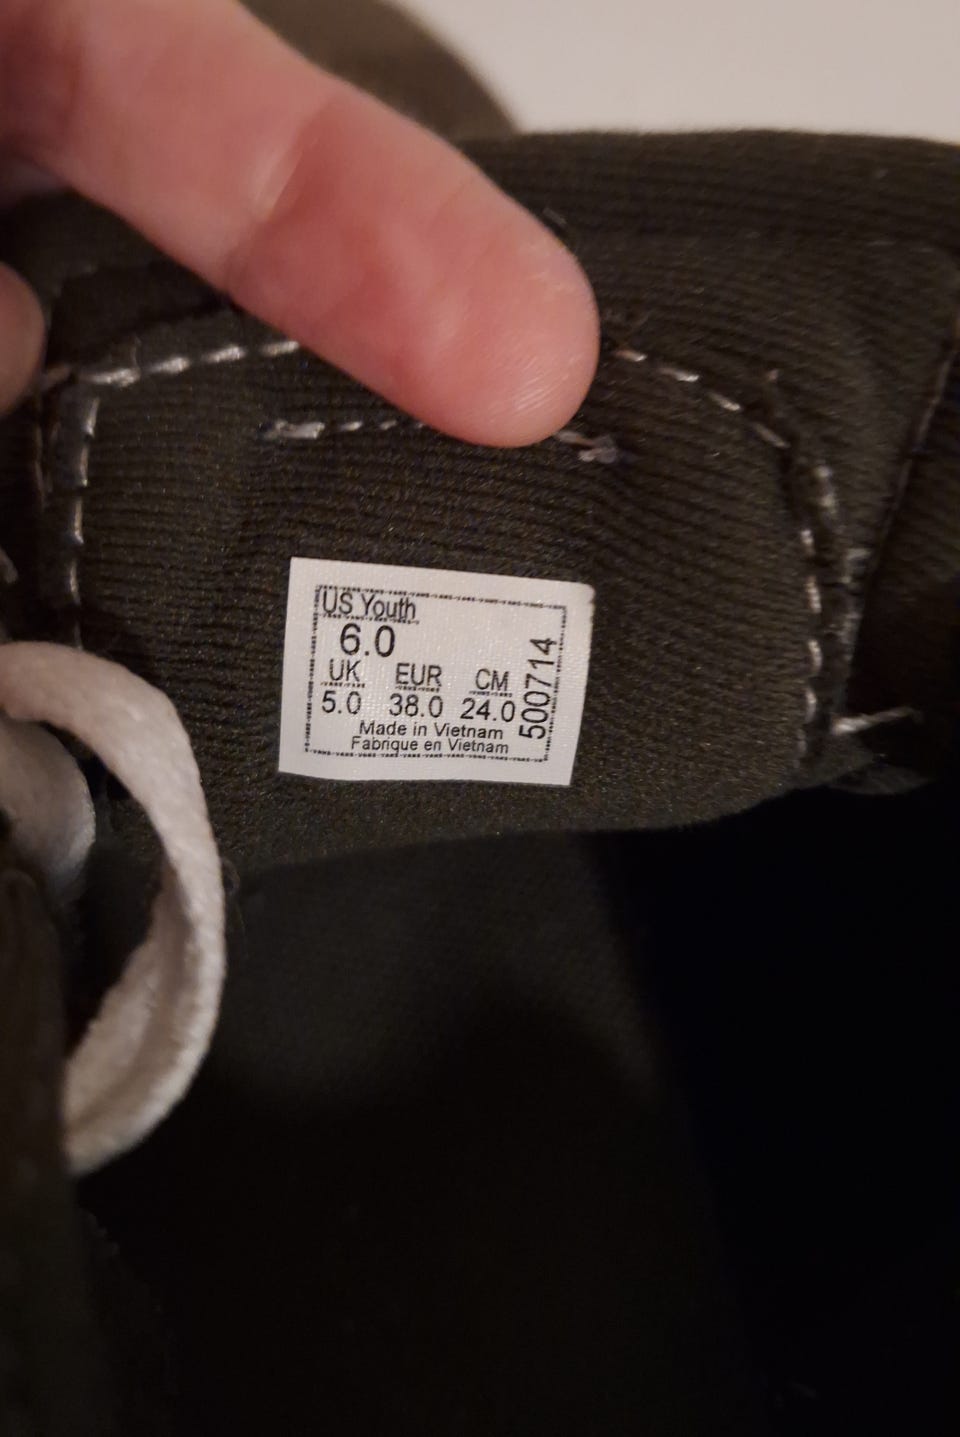 US Youth
6.0
UK EUR CM
5.0 38.0 24.0
Made in Vietnam
Fabrique en Vietnam
500714